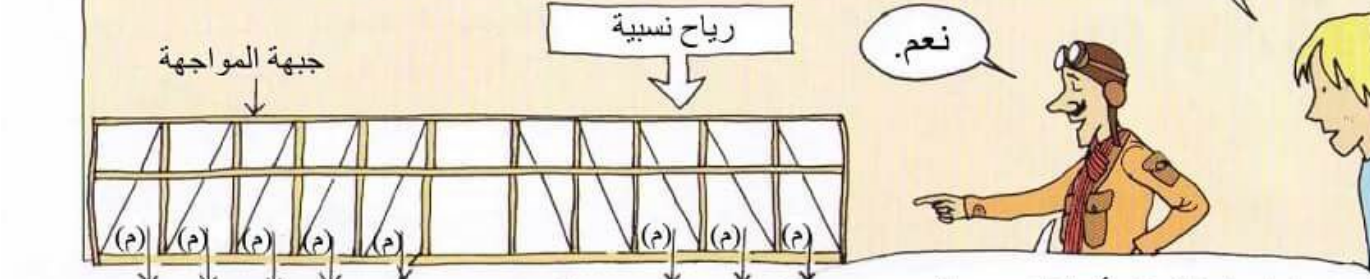 رياح نسبية
نعم.
جبهة المواجهة
(م) (م) (م) (م) (م) (م) (م) (م)